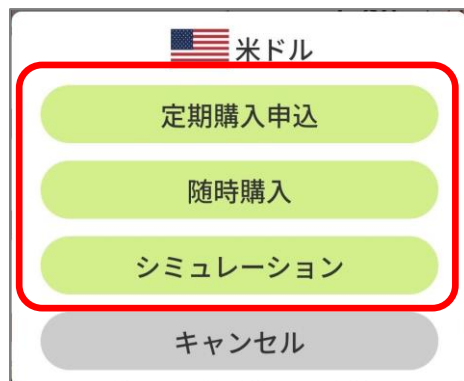 米ドル
定期購入申込
随時購入
シミュレーション
キャンセル